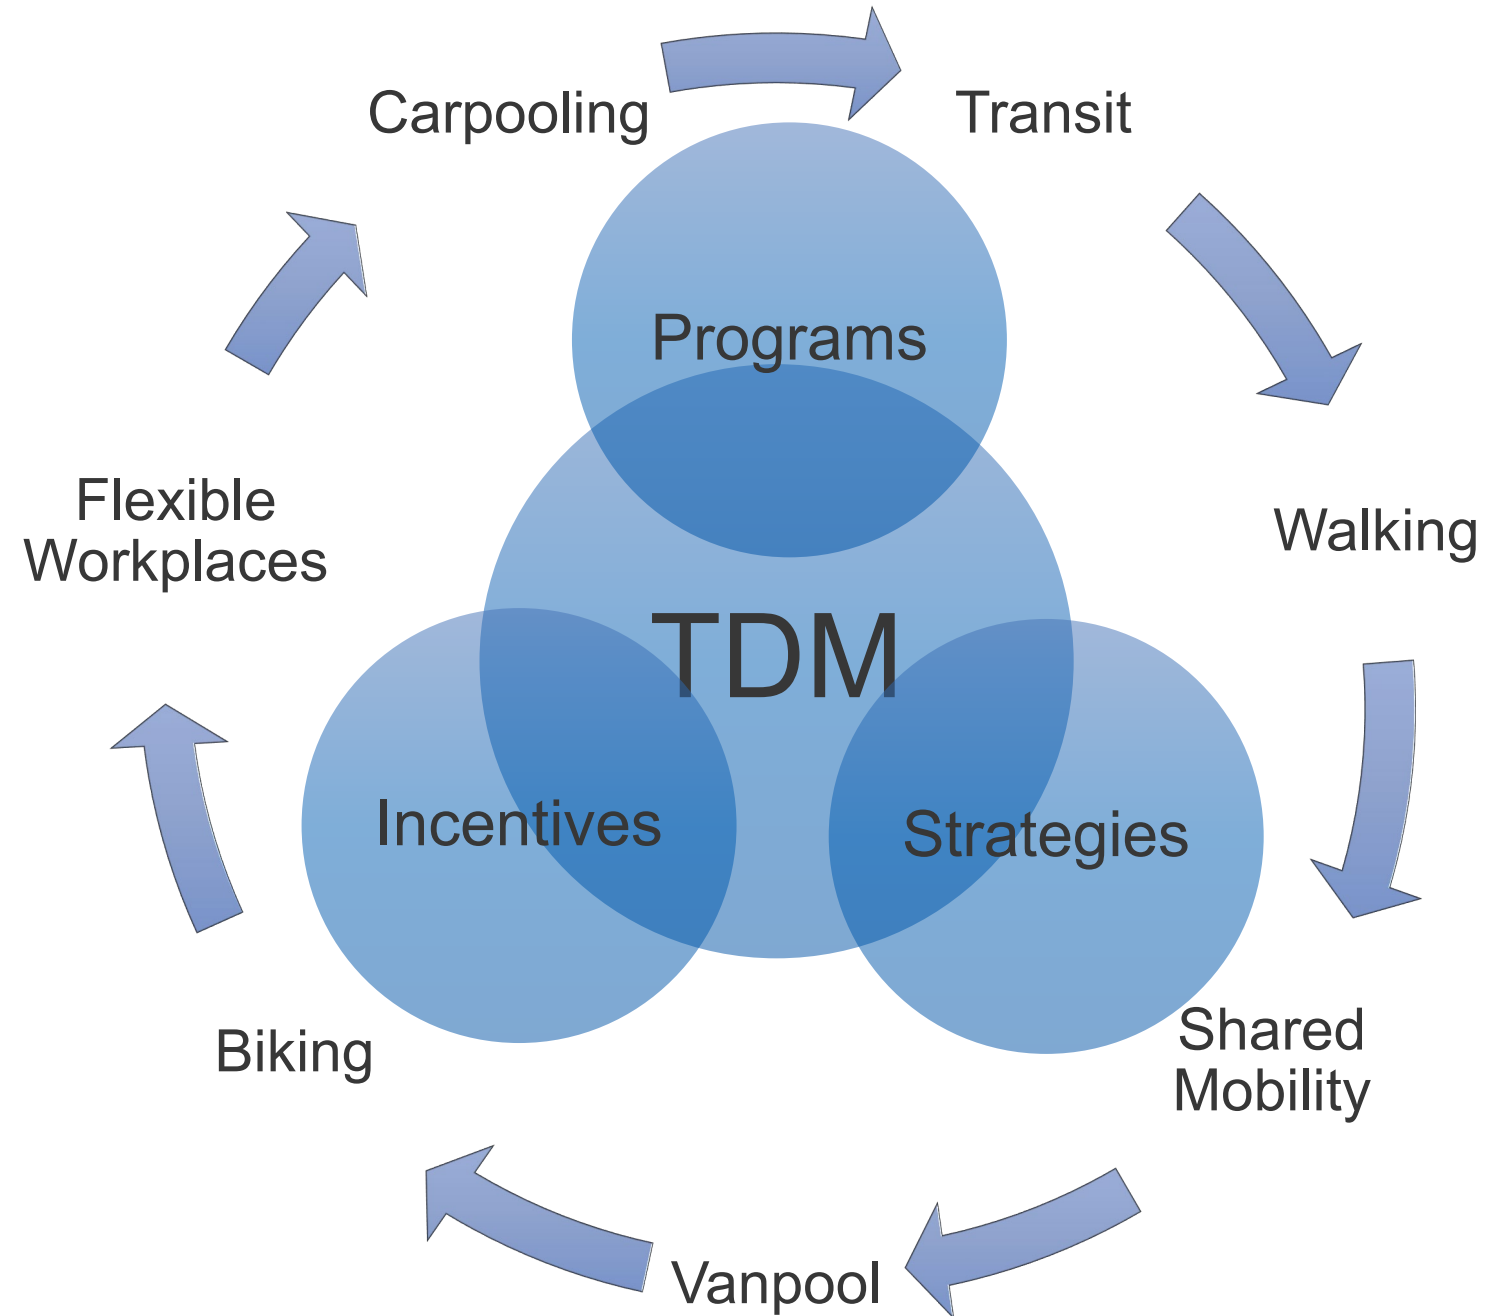 Carpooling
Transit
Programs
Flexible
Workplaces
Walking
TDM
Incentives
Strategies
Biking
Shared
Mobility
Vanpool